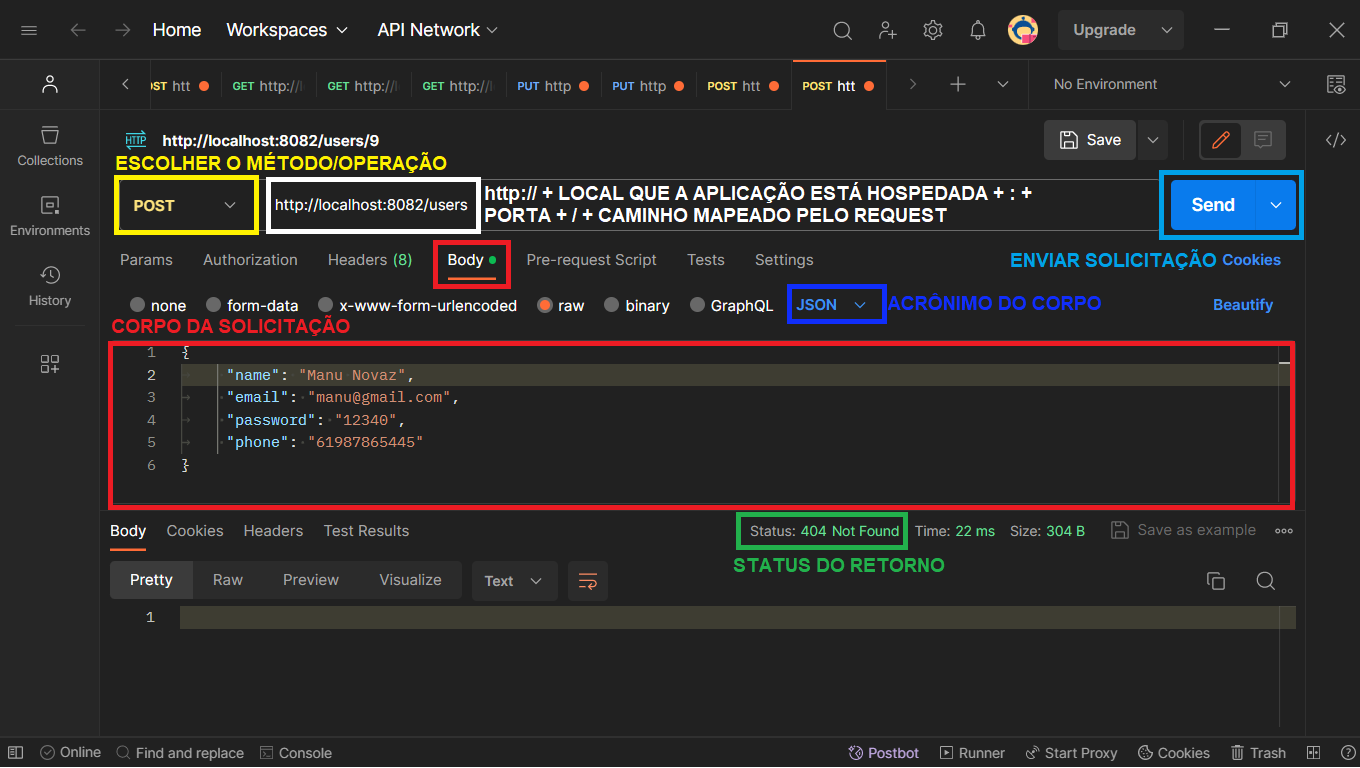 Home Workspaces API Network Upgrade
OST htt GET http:// GET http:// GET http:// PUT http PUT http POST htt POST htt No Environment
HTTP http://localhost:8082/users/9 Save </>
Collections
ESCOLHER O MÉTODO/OPERAÇÃO
POST http://localhost:8082/users http:// + LOCAL QUE A APLICAÇÃO ESTÁ HOSPEDADA + : + Send
PORTA + / + CAMINHO MAPEADO PELO REQUEST
Environments
Params Authorization Headers (8) Body Pre-request Script Tests Settings ENVIAR SOLICITAÇÃO Cookies
History
none form-data x-www-form-urlencoded raw binary GraphQL JSON ACRÔNIMO DO CORPO Beautify
CORPO DA SOLICITAÇÃO
1 {
2 "name": "Manu Novaz",
3 "email": "manu@gmail.com",
4 "password": "12340",
5 "phone": "61987865445"
6 }
Body Cookies Headers Test Results Status: 404 Not Found Time: 22 ms Size: 304 B Save as example
STATUS DO RETORNO
Pretty Raw Preview Visualize Text
1
Online Find and replace Console Postbot Runner Start Proxy Cookies Trash